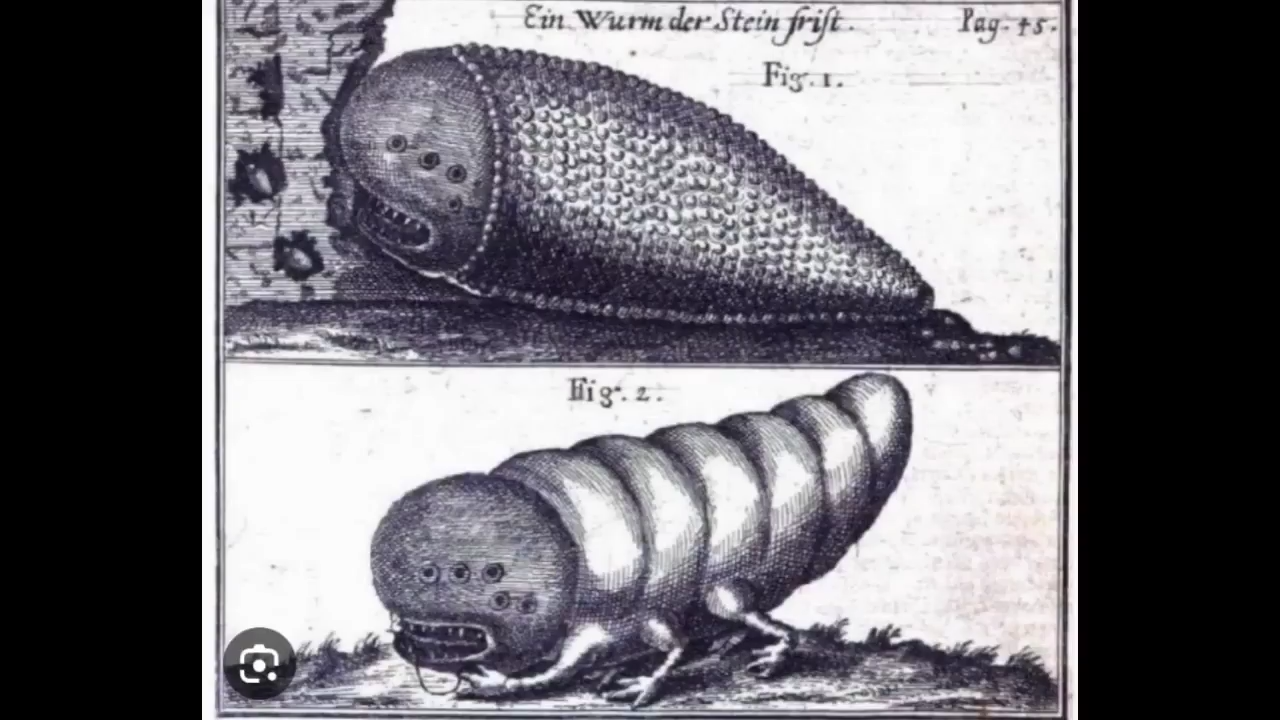 Ein Wurm der Stein frist. Pag. 45.
Fig. 1.
Fig. 2.